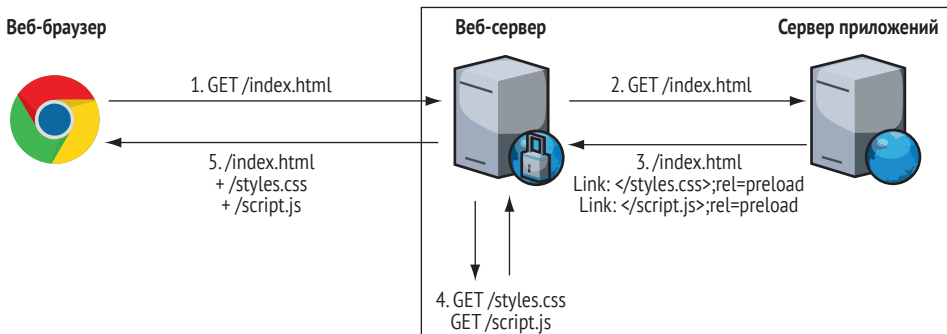 Веб-браузер
Веб-сервер
Сервер приложений
1. GET /index.html
2. GET /index.html
5. /index.html
+ /styles.css
+ /script.js
3. /index.html
Link: </styles.css>;rel=preload
Link: </script.js>;rel=preload
4. GET /styles.css
GET /script.js